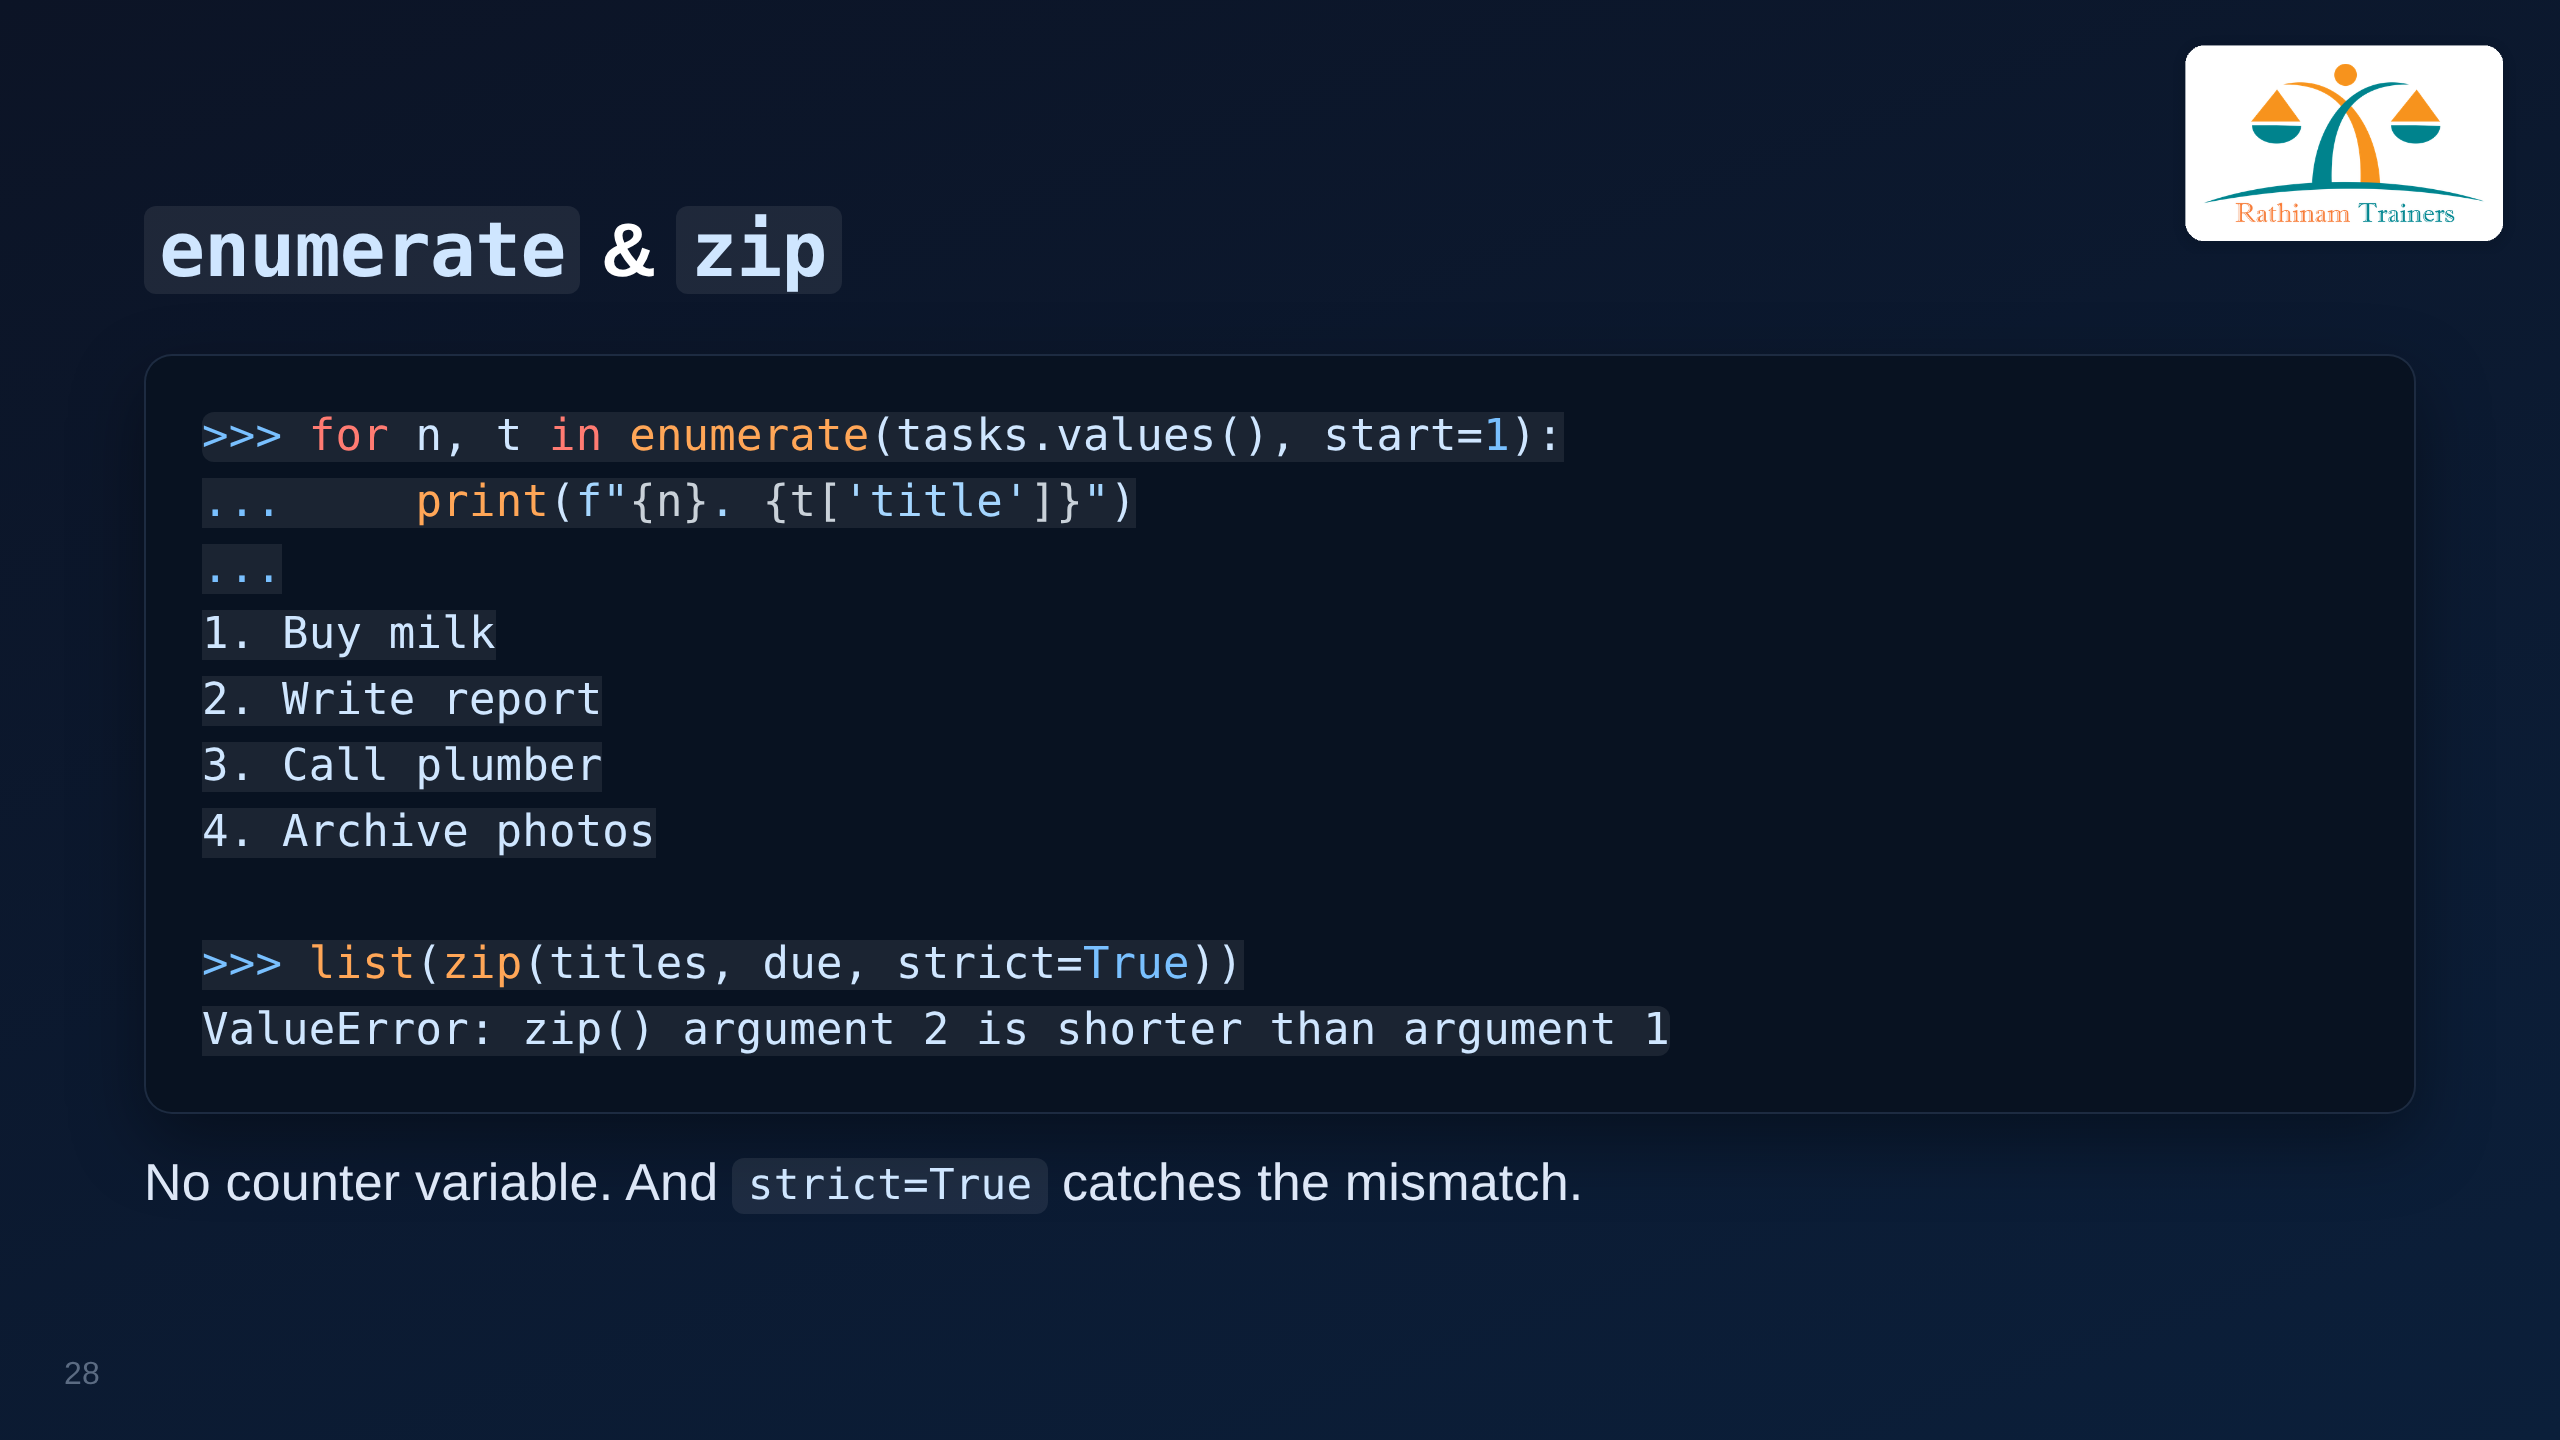 Rathinam Trainers
enumerate & zip
>>> for n, t in enumerate(tasks.values(), start=1):
...     print(f"{n}. {t['title']}")
...
1. Buy milk
2. Write report
3. Call plumber
4. Archive photos
>>> list(zip(titles, due, strict=True))
ValueError: zip() argument 2 is shorter than argument 1
No counter variable. And strict=True catches the mismatch.
28